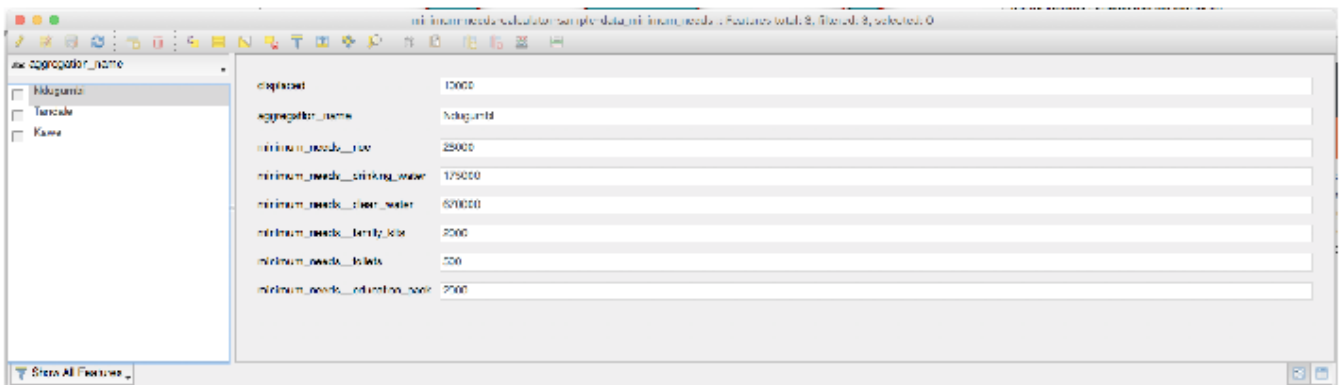 minimum-needs-calculator-sample-data_minimum_needs :: Features total: 3, filtered: 3, selected: 0
abc aggregation_name
Ndugumbi
Tandale
Kawe
displaced 10000
aggregation_name Ndugumbi
minimum_needs__rice 28000
minimum_needs__drinking_water 175000
minimum_needs__clean_water 670000
minimum_needs__family_kits 2000
minimum_needs__toilets 500
minimum_needs__education_pack 2000
Show All Features